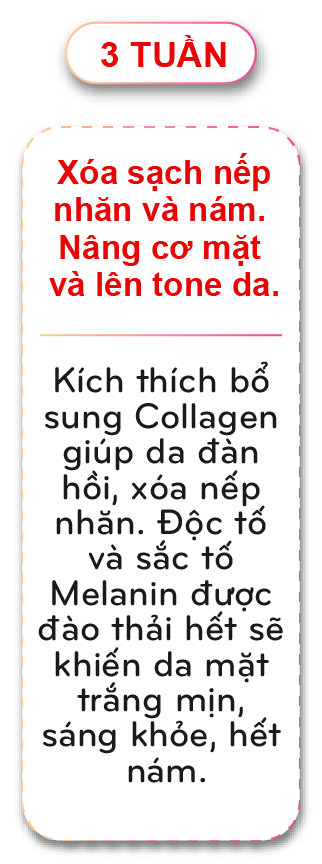 3 TUẦN
Xóa sạch nếp
nhăn và nám.
Nâng cơ mặt
và lên tone da.
Kích thích bổ
sung Collagen
giúp da đàn
hồi, xóa nếp
nhăn. Độc tố
và sắc tố
Melanin được
đào thải hết sẽ
khiến da mặt
trắng mịn,
sáng khỏe, hết
nám.